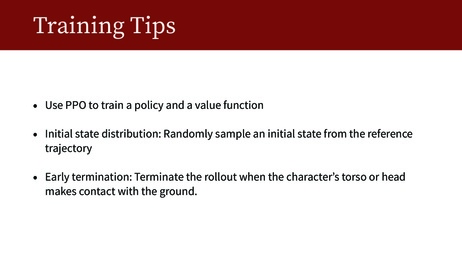 Training Tips
• Use PPO to train a policy and a value function
• Initial state distribution: Randomly sample an initial state from the reference
trajectory
• Early termination: Terminate the rollout when the character's torso or head
makes contact with the ground.